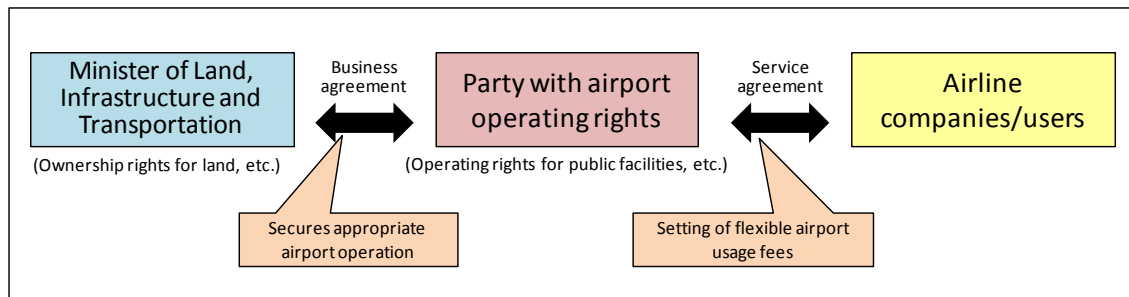 Minister of Land,
Infrastructure and
Transportation
(Ownership rights for land, etc.)
Business
agreement
Secures appropriate
airport operation
Party with airport
operating rights
(Operating rights for public facilities, etc.)
Service
agreement
Setting of flexible airport
usage fees
Airline
companies/users